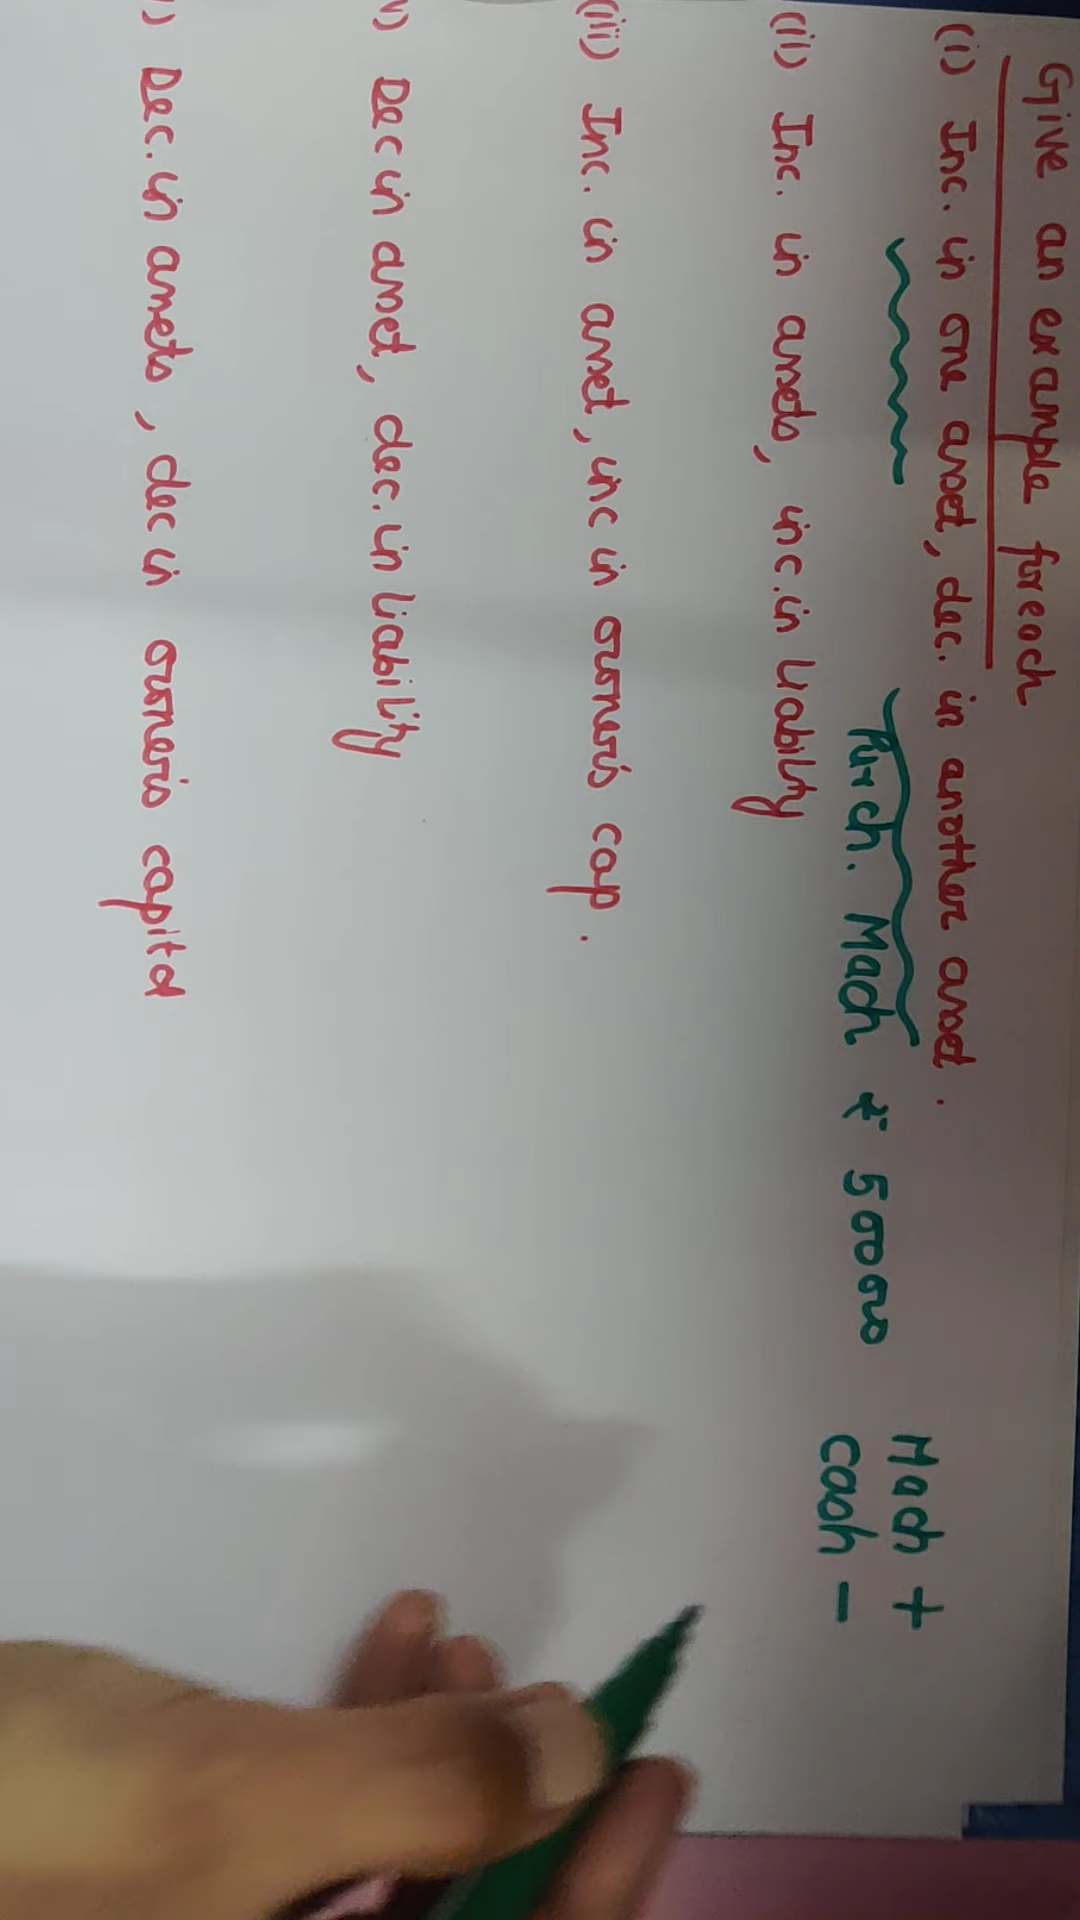 Give an example for each
(i) Inc. in one asset, dec. in another asset.
Purch. Mach ₹ 50000
Mach +
Cash -
(ii) Inc. in assets, inc. in liability
(iii) Inc. in asset, inc in owner's cap.
v) Dec in asset, dec. in liability
) Dec. in assets, dec in owner's capital